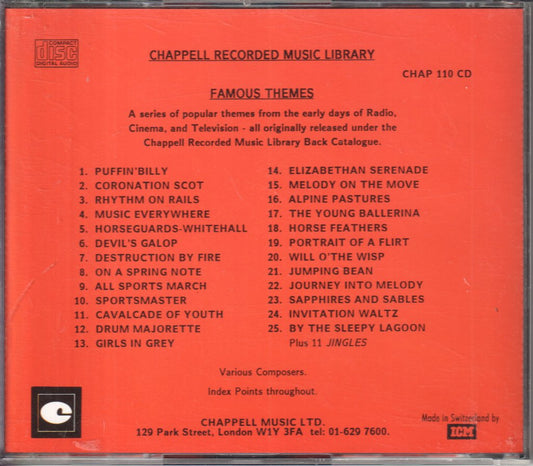 COMPACT
disc
DIGITAL AUDIO
CHAPPELL RECORDED MUSIC LIBRARY
CHAP 110 CD
FAMOUS THEMES
A series of popular themes from the early days of Radio,
Cinema, and Television - all originally released under the
Chappell Recorded Music Library Back Catalogue.
1. PUFFIN'BILLY
2. CORONATION SCOT
3. RHYTHM ON RAILS
4. MUSIC EVERYWHERE
5. HORSEGUARDS-WHITEHALL
6. DEVIL'S GALOP
7. DESTRUCTION BY FIRE
8. ON A SPRING NOTE
9. ALL SPORTS MARCH
10. SPORTSMASTER
11. CAVALCADE OF YOUTH
12. DRUM MAJORETTE
13. GIRLS IN GREY
14. ELIZABETHAN SERENADE
15. MELODY ON THE MOVE
16. ALPINE PASTURES
17. THE YOUNG BALLERINA
18. HORSE FEATHERS
19. PORTRAIT OF A FLIRT
20. WILL O'THE WISP
21. JUMPING BEAN
22. JOURNEY INTO MELODY
23. SAPPHIRES AND SABLES
24. INVITATION WALTZ
25. BY THE SLEEPY LAGOON
Plus 11 JINGLES
Various Composers.
Index Points throughout.
CHAPPELL MUSIC LTD.
129 Park Street, London W1Y 3FA tel: 01-629 7600.
Made in Switzerland by
ICM